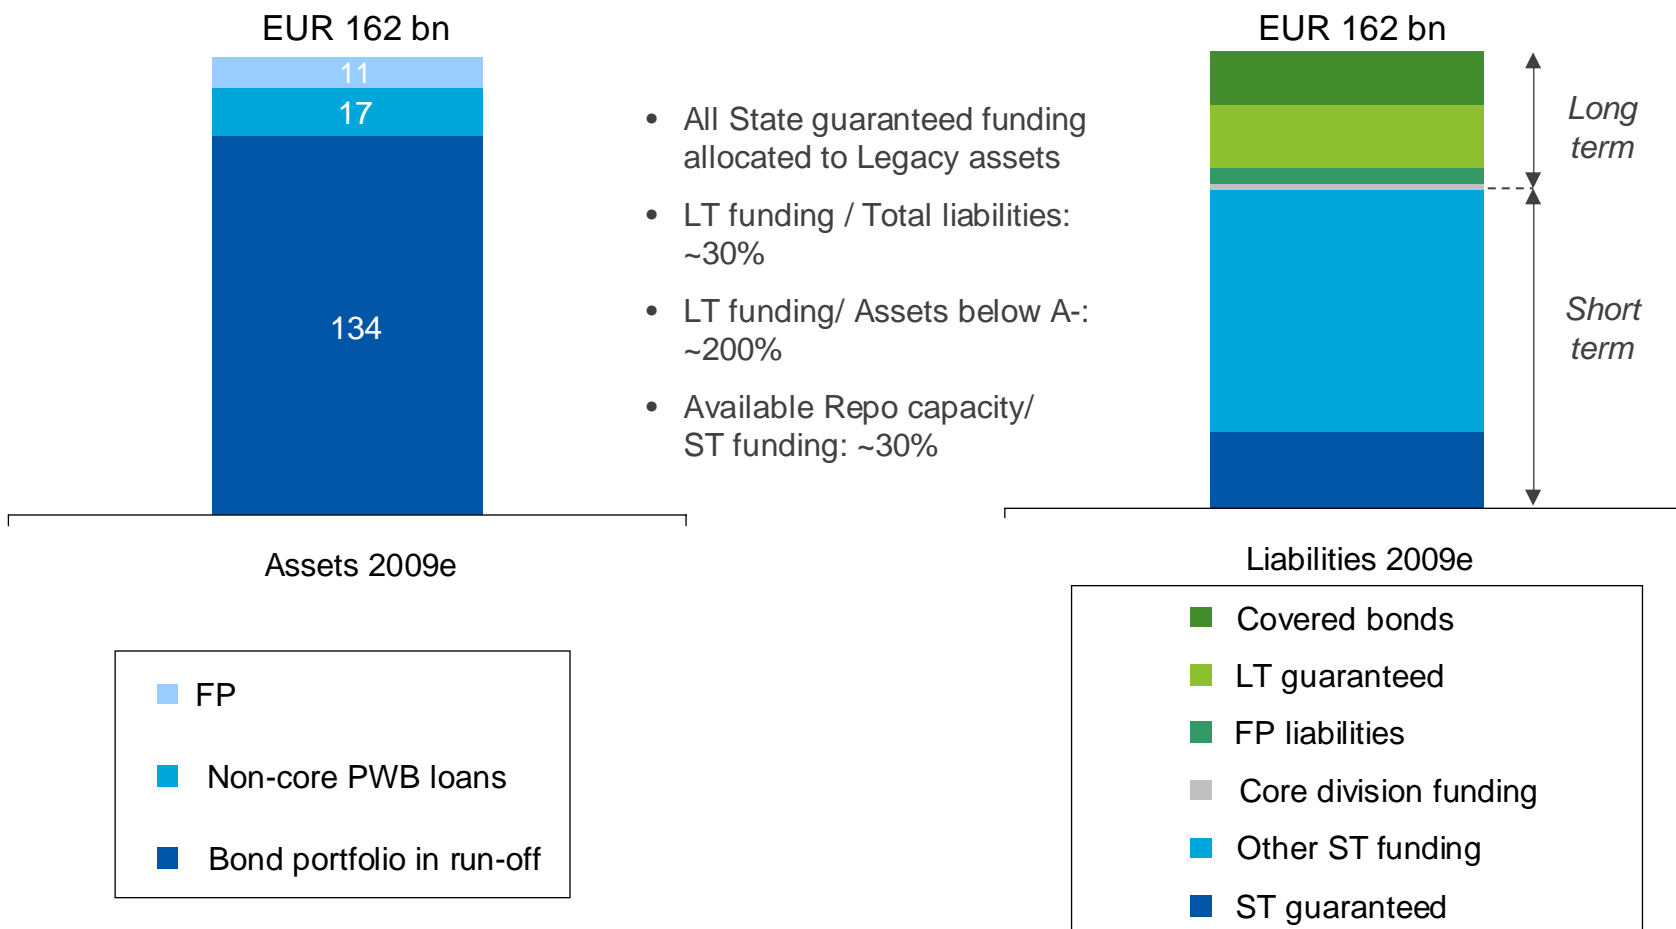 EUR 162 bn
11
17
134
Assets 2009e
FP
Non-core PWB loans
Bond portfolio in run-off
• All State guaranteed funding
allocated to Legacy assets
• LT funding / Total liabilities:
~30%
• LT funding/ Assets below A-:
~200%
• Available Repo capacity/
ST funding: ~30%
EUR 162 bn
Long
term
Short
term
Liabilities 2009e
Covered bonds
LT guaranteed
FP liabilities
Core division funding
Other ST funding
ST guaranteed